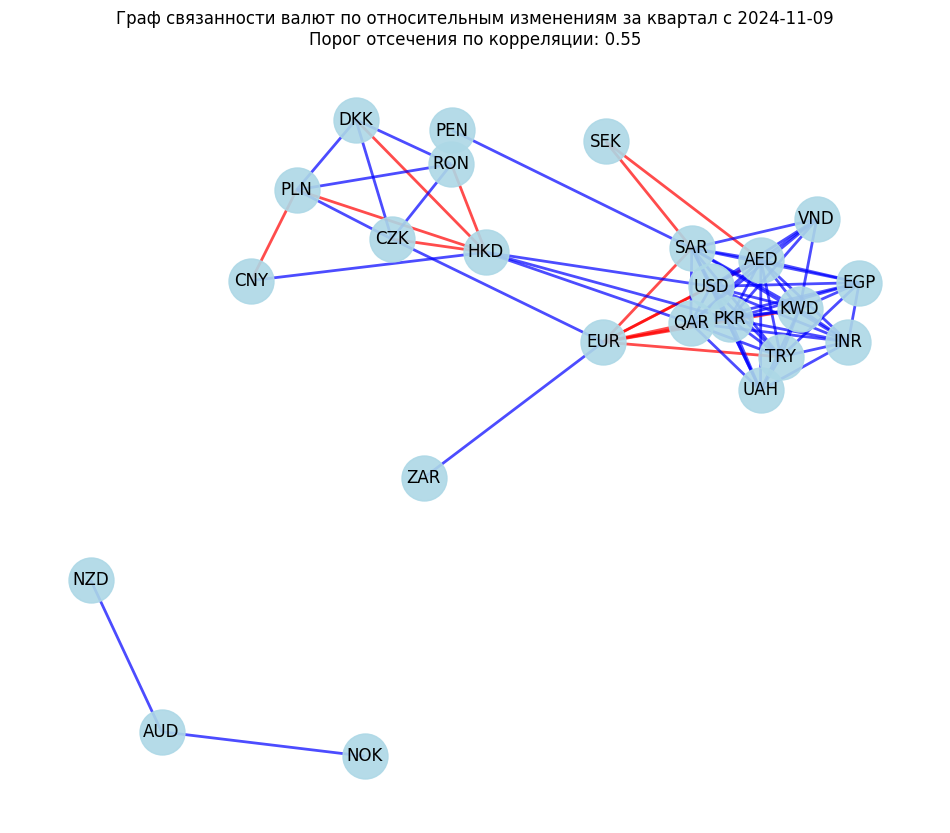 Граф связанности валют по относительным изменениям за квартал с 2024-11-09
Порог отсечения по корреляции: 0.55
DKK
PEN
SEK
RON
PLN
VND
CZK
HKD
SAR
AED
CNY
USD
EGP
KWD
QAR
PKR
EUR
INR
TRY
UAH
ZAR
NZD
AUD
NOK